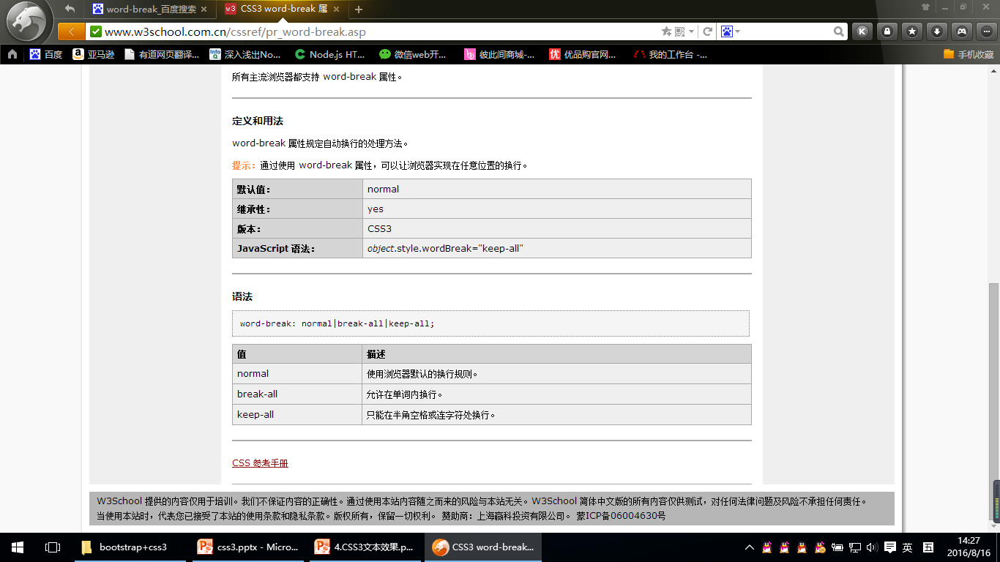 word-break_百度搜索
CSS3 word-break 属
www.w3school.com.cn/cssref/pr_word-break.asp
百度
亚马逊
有道网页翻译...
深入浅出No...
Node.js HT...
微信web开...
彼此间商城-...
优品购官网...
我的工作台 -...
手机收藏
所有主流浏览器都支持 word-break 属性。
定义和用法
word-break 属性规定自动换行的处理方法。
提示：通过使用 word-break 属性，可以让浏览器实现在任意位置的换行。
默认值： normal
继承性： yes
版本： CSS3
JavaScript 语法： object.style.wordBreak="keep-all"
语法
word-break: normal|break-all|keep-all;
值 描述
normal 使用浏览器默认的换行规则。
break-all 允许在单词内换行。
keep-all 只能在半角空格或连字符处换行。
CSS 参考手册
W3School 提供的内容仅用于培训。我们不保证内容的正确性。通过使用本站内容随之而来的风险与本站无关。W3School 简体中文版的所有内容仅供测试，对任何法律问题及风险不承担任何责任。
当使用本站时，代表您已接受了本站的使用条款和隐私条款。版权所有，保留一切权利。 赞助商：上海赢科投资有限公司。 蒙ICP备06004630号
bootstrap+css3
css3.pptx - Micro...
4.CSS3文本效果.p...
CSS3 word-break...
英
五
14:27
2016/8/16